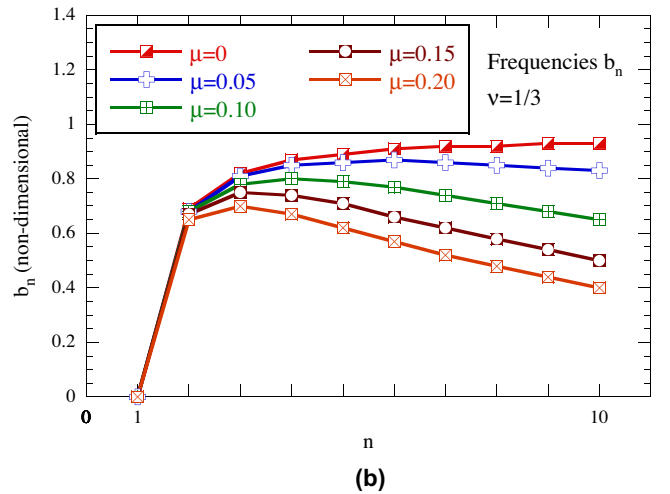 1.4
1.2
1
0.8
0.6
0.4
0.2
0
b_n (non-dimensional)
μ=0
μ=0.05
μ=0.10
μ=0.15
μ=0.20
Frequencies b_n
ν=1/3
0
1
10
n
(b)